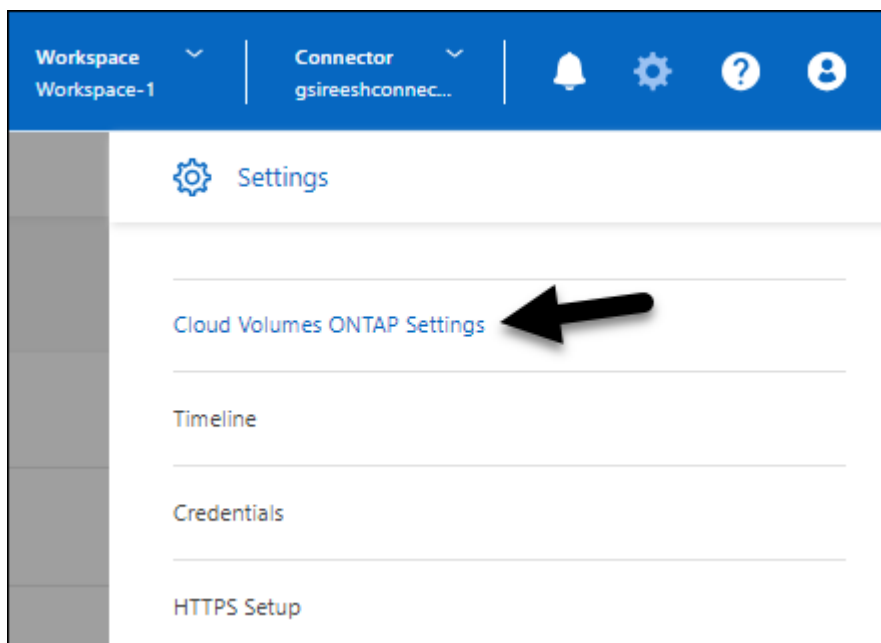 Workspace
Workspace-1
Connector
gsireeshconnec...
Settings
Cloud Volumes ONTAP Settings
Timeline
Credentials
HTTPS Setup